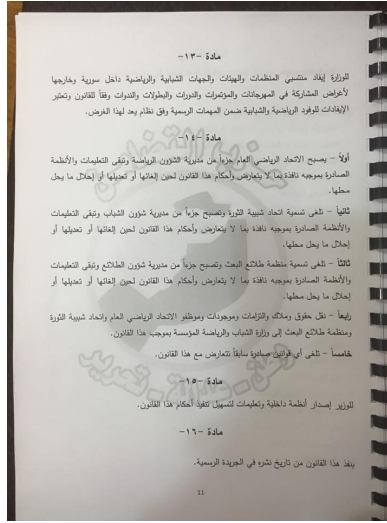 مادة -١٣-
للوزارة إيفاد منتسبي المنظمات والهيئات والجهات الشبابية والرياضية داخل سورية وخارجها
لأغراض المشاركة في المهرجانات والمؤتمرات والدورات والبطولات والندوات وفقاً للقانون وتعتبر
الإيفادات للوفود الرياضية والشبابية ضمن المهمات الرسمية وفق نظام يعد لهذا الغرض.
مادة -١٤-
أولاً - يصبح الاتحاد الرياضي العام جزءاً من مديرية الشؤون الرياضة وتبقى التعليمات والأنظمة
الصادرة بموجبه نافذة بما لا يتعارض وأحكام هذا القانون لحين إلغائها أو تعديلها أو إحلال ما يحل
محلها.
ثانياً - تلغى تسمية اتحاد شبيبة الثورة وتصبح جزءاً من مديرية شؤون الشباب وتبقى التعليمات
والأنظمة الصادرة بموجبه نافذة بما لا يتعارض وأحكام هذا القانون لحين إلغائها أو تعديلها أو
إحلال ما يحل محلها.
ثالثاً - تلغى تسمية منظمة طلائع البعث وتصبح جزءاً من مديرية شؤون الطلائع وتبقى التعليمات
والأنظمة الصادرة بموجبه نافذة بما لا يتعارض وأحكام هذا القانون لحين إلغائها أو تعديلها أو
إحلال ما يحل محلها.
رابعاً - نقل حقوق وملاك والتزامات وموجودات وموظفو الاتحاد الرياضي العام واتحاد شبيبة الثورة
ومنظمة طلائع البعث إلى وزارة الشباب والرياضة المؤسسة بموجب هذا القانون.
خامساً - تلغى أي قوانين صادرة سابقاً تتعارض مع هذا القانون.
مادة -١٥-
للوزير إصدار أنظمة داخلية وتعليمات لتسهيل تنفيذ أحكام هذا القانون.
مادة -١٦-
ينفذ هذا القانون من تاريخ نشره في الجريدة الرسمية.
11